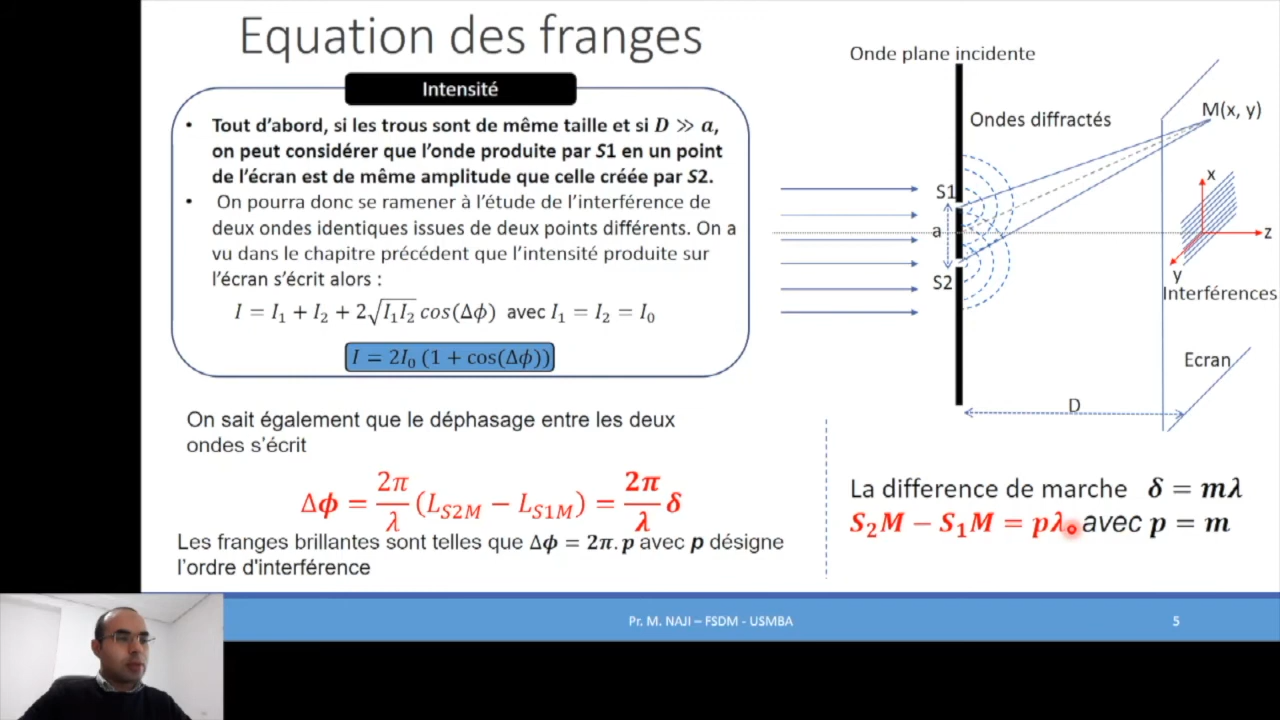 Equation des franges
Intensité
• Tout d'abord, si les trous sont de même taille et si D ≫ a,
on peut considérer que l'onde produite par S1 en un point
de l'écran est de même amplitude que celle créée par S2.
• On pourra donc se ramener à l'étude de l'interférence de
deux ondes identiques issues de deux points différents. On a
vu dans le chapitre précédent que l'intensité produite sur
l'écran s'écrit alors :
I = I₁ + I₂ + 2√(I₁I₂) cos(Δϕ) avec I₁ = I₂ = I₀
I = 2I₀ (1 + cos(Δϕ))
On sait également que le déphasage entre les deux
ondes s'écrit
Δϕ = 2π/λ (L_S2M − L_S1M) = 2π/λ δ
Les franges brillantes sont telles que Δϕ = 2π.p avec p désigne
l'ordre d'interférence
Onde plane incidente
Ondes diffractés
M(x, y)
S1
x
a
z
S2
y
Interférences
Ecran
D
La difference de marche δ = mλ
S₂M − S₁M = pλ₀ avec p = m
Pr. M. NAJI – FSDM - USMBA
5